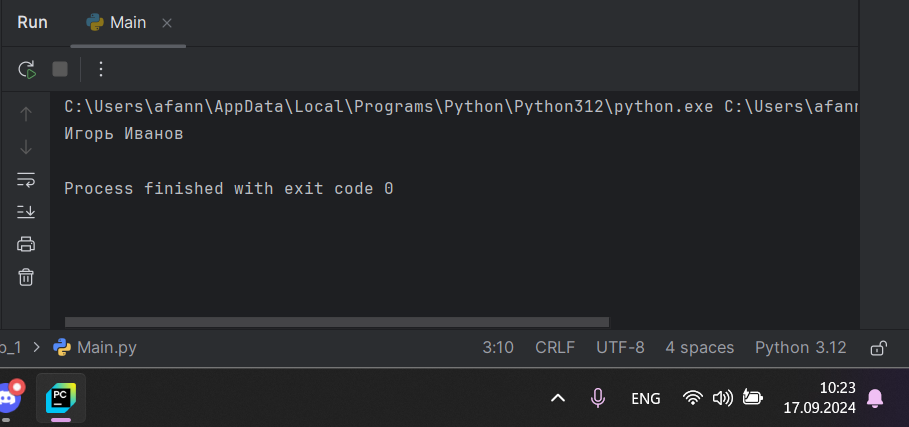 Run Main
C:\Users\afann\AppData\Local\Programs\Python\Python312\python.exe C:\Users\afann
Игорь Иванов
Process finished with exit code 0
Main.py 3:10 CRLF UTF-8 4 spaces Python 3.12
PC ENG 10:23
17.09.2024